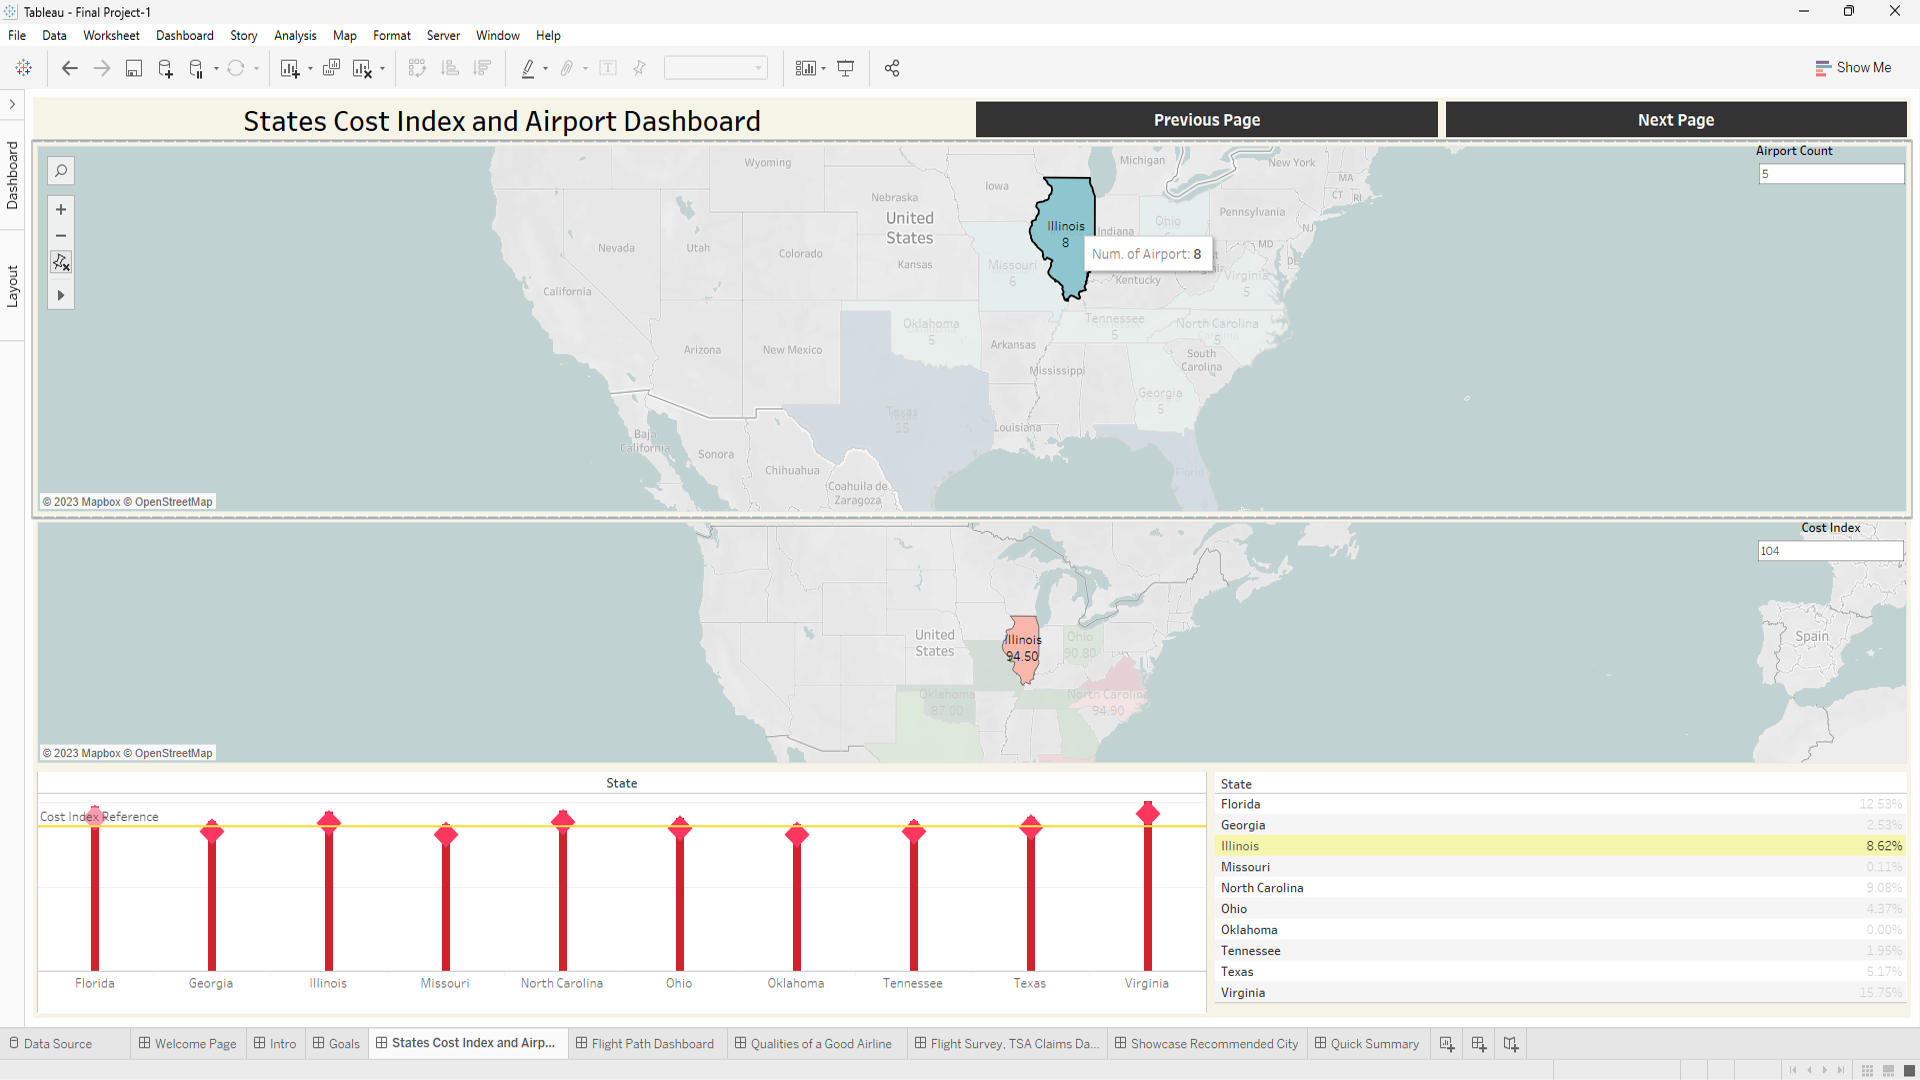 Tableau - Final Project-1
File Data Worksheet Dashboard Story Analysis Map Format Server Window Help
Show Me
Dashboard
Layout
States Cost Index and Airport Dashboard
Previous Page
Next Page
Airport Count
5
Wyoming
Michigan
New York
Iowa
MA
CT RI
Nebraska
Pennsylvania
United
States
Illinois
8
Ohio
Indiana
NJ
Nevada
Utah
Colorado
Kansas
MD
DE
Num. of Airport: 8
Missouri
6
Kentucky
Virginia
5
California
Oklahoma
5
Tennessee
5
North Carolina
5
Arizona
New Mexico
Arkansas
South
Carolina
Mississippi
Georgia
5
Texas
15
Louisiana
Baja
California
Sonora
Chihuahua
Coahuila de
Zaragoza
© 2023 Mapbox © OpenStreetMap
Cost Index
104
United
States
Illinois
94.50
Ohio
90.80
Spain
Oklahoma
87.00
North Carolina
94.90
© 2023 Mapbox © OpenStreetMap
State
Cost Index Reference
Florida Georgia Illinois Missouri North Carolina Ohio Oklahoma Tennessee Texas Virginia
State
Florida 12.53%
Georgia 2.53%
Illinois 8.62%
Missouri 0.11%
North Carolina 9.08%
Ohio 4.37%
Oklahoma 0.00%
Tennessee 1.95%
Texas 5.17%
Virginia 15.75%
Data Source Welcome Page Intro Goals States Cost Index and Airp... Flight Path Dashboard Qualities of a Good Airline Flight Survey, TSA Claims Da... Showcase Recommended City Quick Summary